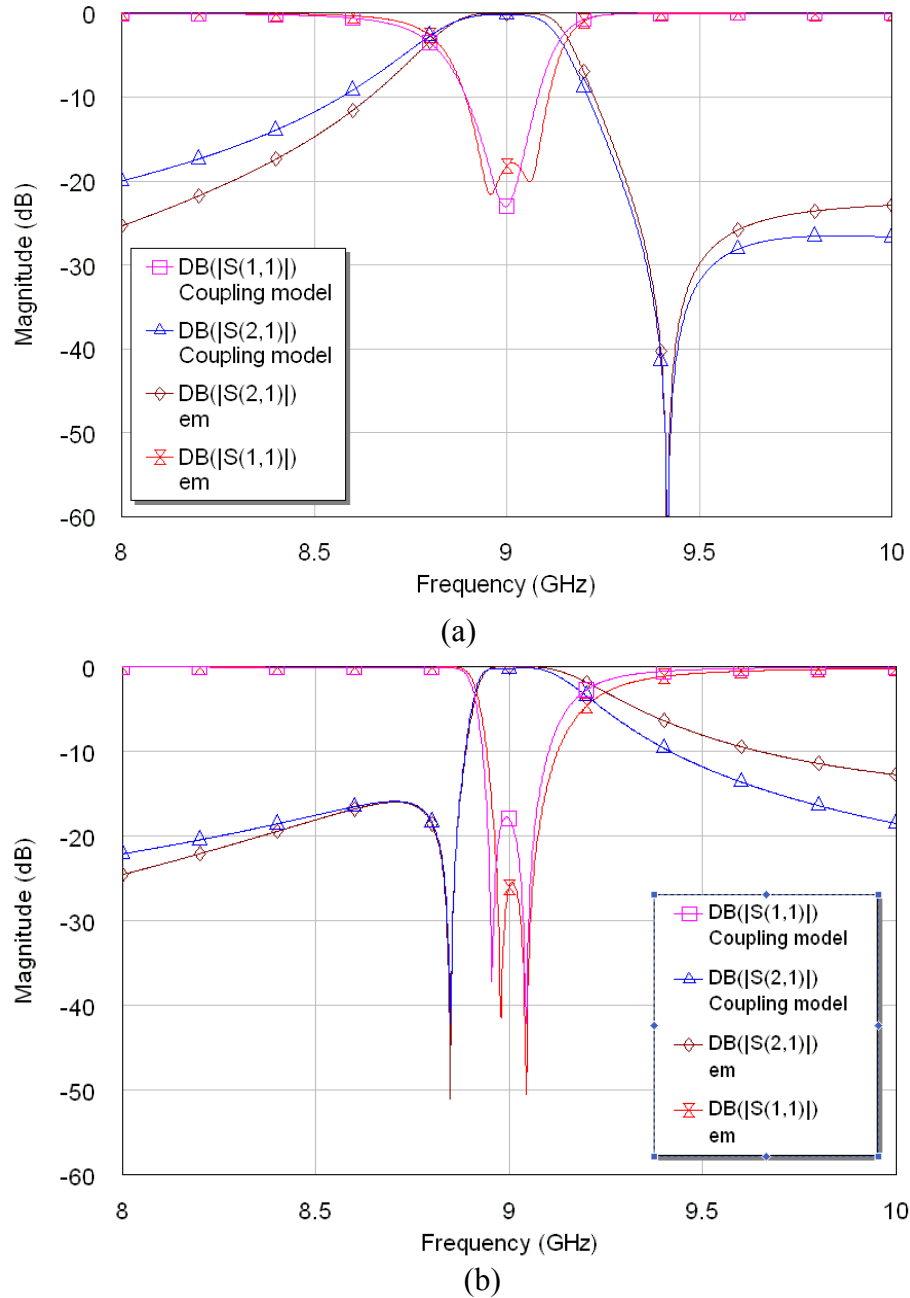 0
-10
-20
-30
-40
-50
-60
Magnitude (dB)
DB(|S(1,1)|)
Coupling model
DB(|S(2,1)|)
Coupling model
DB(|S(2,1)|)
em
DB(|S(1,1)|)
em
8
8.5
9
9.5
10
Frequency (GHz)
(a)
0
-10
-20
-30
-40
-50
-60
Magnitude (dB)
DB(|S(1,1)|)
Coupling model
DB(|S(2,1)|)
Coupling model
DB(|S(2,1)|)
em
DB(|S(1,1)|)
em
8
8.5
9
9.5
10
Frequency (GHz)
(b)